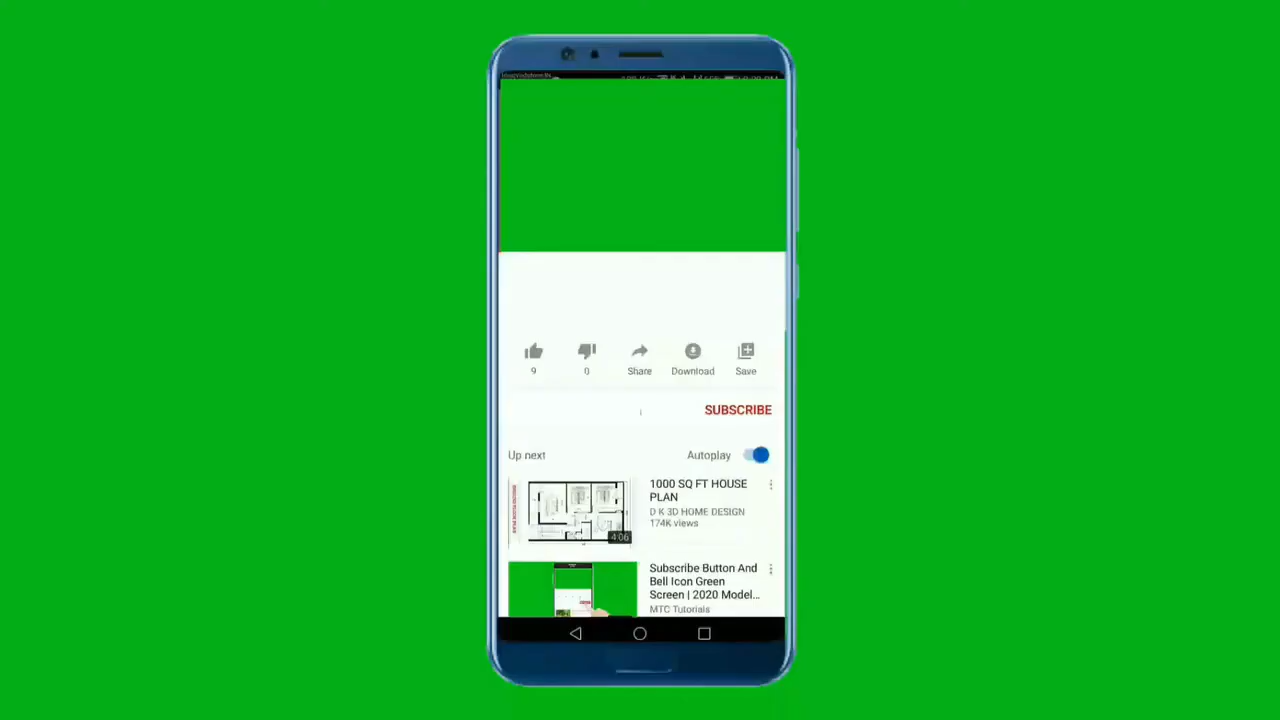 9
0
Share
Download
Save
SUBSCRIBE
Up next
Autoplay
1000 SQ FT HOUSE
PLAN
D K 3D HOME DESIGN
174K views
4:06
Subscribe Button And
Bell Icon Green
Screen | 2020 Model...
MTC Tutorials